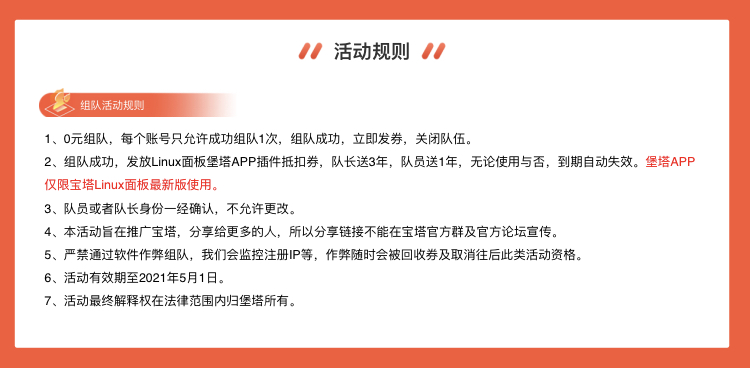 活动规则
组队活动规则
1、0元组队，每个账号只允许成功组队1次，组队成功，立即发券，关闭队伍。
2、组队成功，发放Linux面板堡塔APP插件抵扣券，队长送3年，队员送1年，无论使用与否，到期自动失效。堡塔APP
仅限宝塔Linux面板最新版使用。
3、队员或者队长身份一经确认，不允许更改。
4、本活动旨在推广宝塔，分享给更多的人，所以分享链接不能在宝塔官方群及官方论坛宣传。
5、严禁通过软件作弊组队，我们会监控注册IP等，作弊随时会被回收券及取消往后此类活动资格。
6、活动有效期至2021年5月1日。
7、活动最终解释权在法律范围内归堡塔所有。